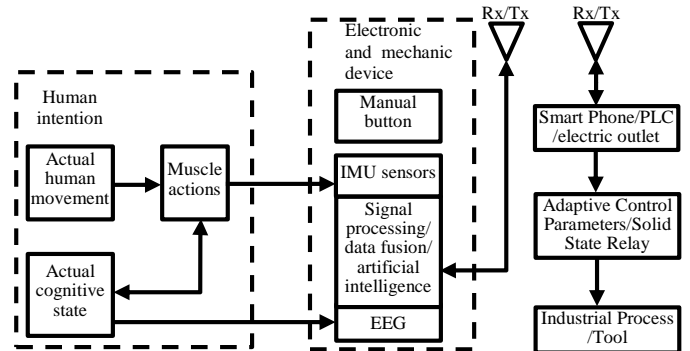 Human
intention
Actual
human
movement
Muscle
actions
Actual
cognitive
state
Electronic
and mechanic
device
Manual
button
IMU sensors
Signal
processing/
data fusion/
artificial
intelligence
EEG
Rx/Tx
Rx/Tx
Smart Phone/PLC
/electric outlet
Adaptive Control
Parameters/Solid
State Relay
Industrial Process
/Tool